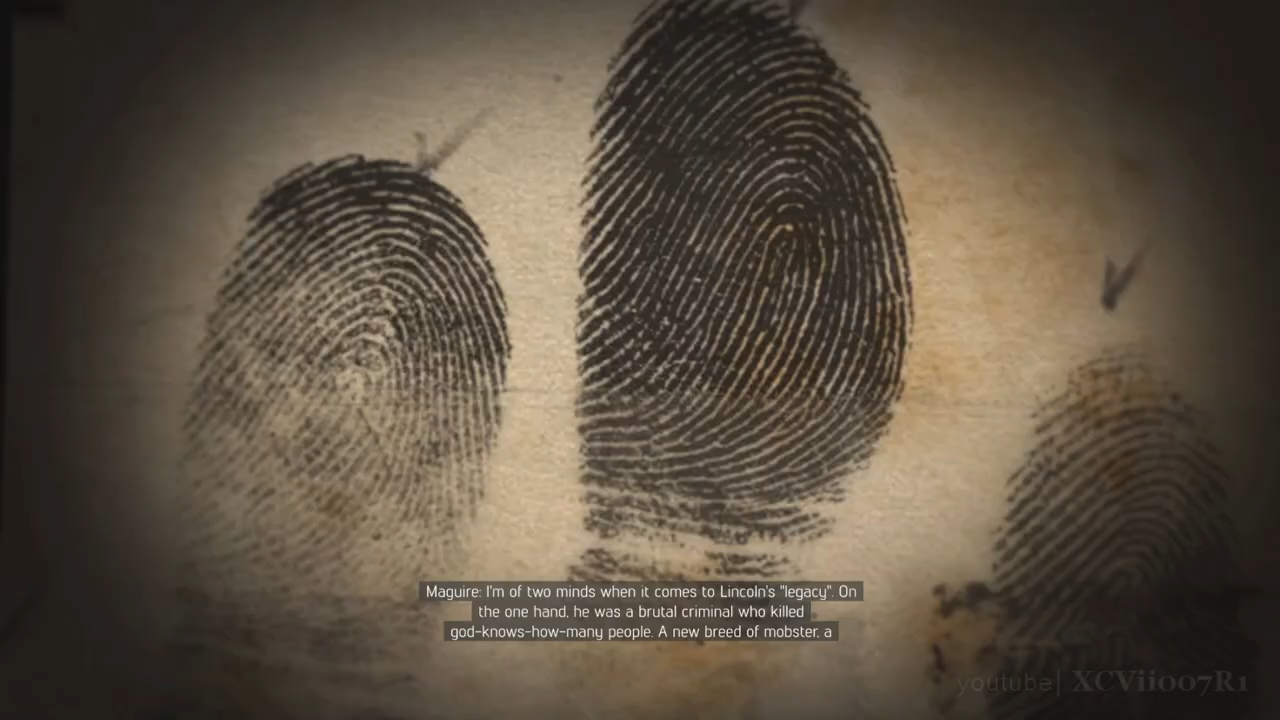 Maguire: I'm of two minds when it comes to Lincoln's "legacy". On
the one hand, he was a brutal criminal who killed
god-knows-how-many people. A new breed of mobster, a
youtube| XCVii007R1